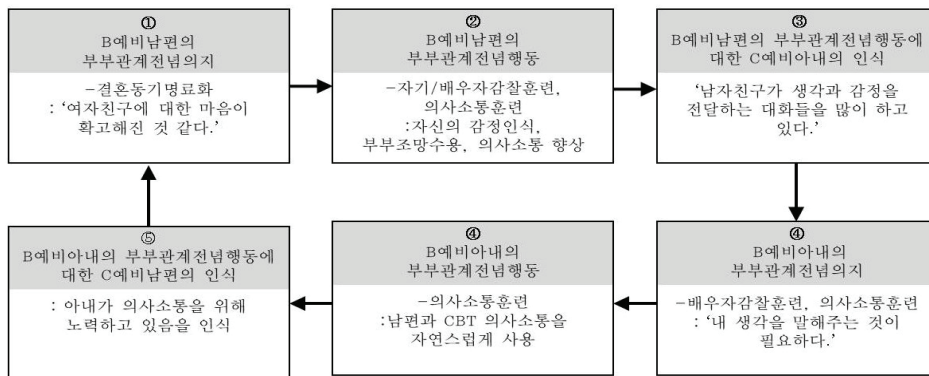 ①
B예비남편의
부부관계전념의지
-결혼동기명료화
: ‘여자친구에 대한 마음이
확고해진 것 같다.’
②
B예비남편의
부부관계전념행동
-자기/배우자감찰훈련,
의사소통훈련
:자신의 감정인식,
부부조망수용, 의사소통 향상
③
B예비남편의 부부관계전념행동에
대한 C예비아내의 인식
‘남자친구가 생각과 감정을
전달하는 대화들을 많이 하고
있다.’
④
B예비아내의
부부관계전념의지
-배우자감찰훈련, 의사소통훈련
: ‘내 생각을 말해주는 것이
필요하다.’
④
B예비아내의
부부관계전념행동
-의사소통훈련
:남편과 CBT 의사소통을
자연스럽게 사용
⑤
B예비아내의 부부관계전념행동에
대한 C예비남편의 인식
: 아내가 의사소통을 위해
노력하고 있음을 인식